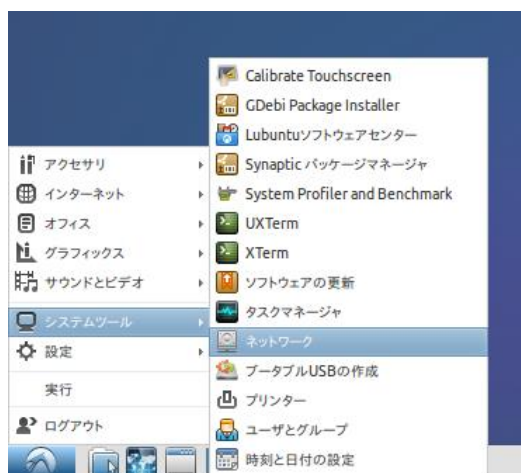 アクセサリ
インターネット
オフィス
グラフィックス
サウンドとビデオ
システムツール
設定
実行
ログアウト
Calibrate Touchscreen
GDebi Package Installer
Lubuntuソフトウェアセンター
Synaptic パッケージマネージャ
System Profiler and Benchmark
UXTerm
XTerm
ソフトウェアの更新
タスクマネージャ
ネットワーク
ブータブルUSBの作成
プリンター
ユーザとグループ
時刻と日付の設定